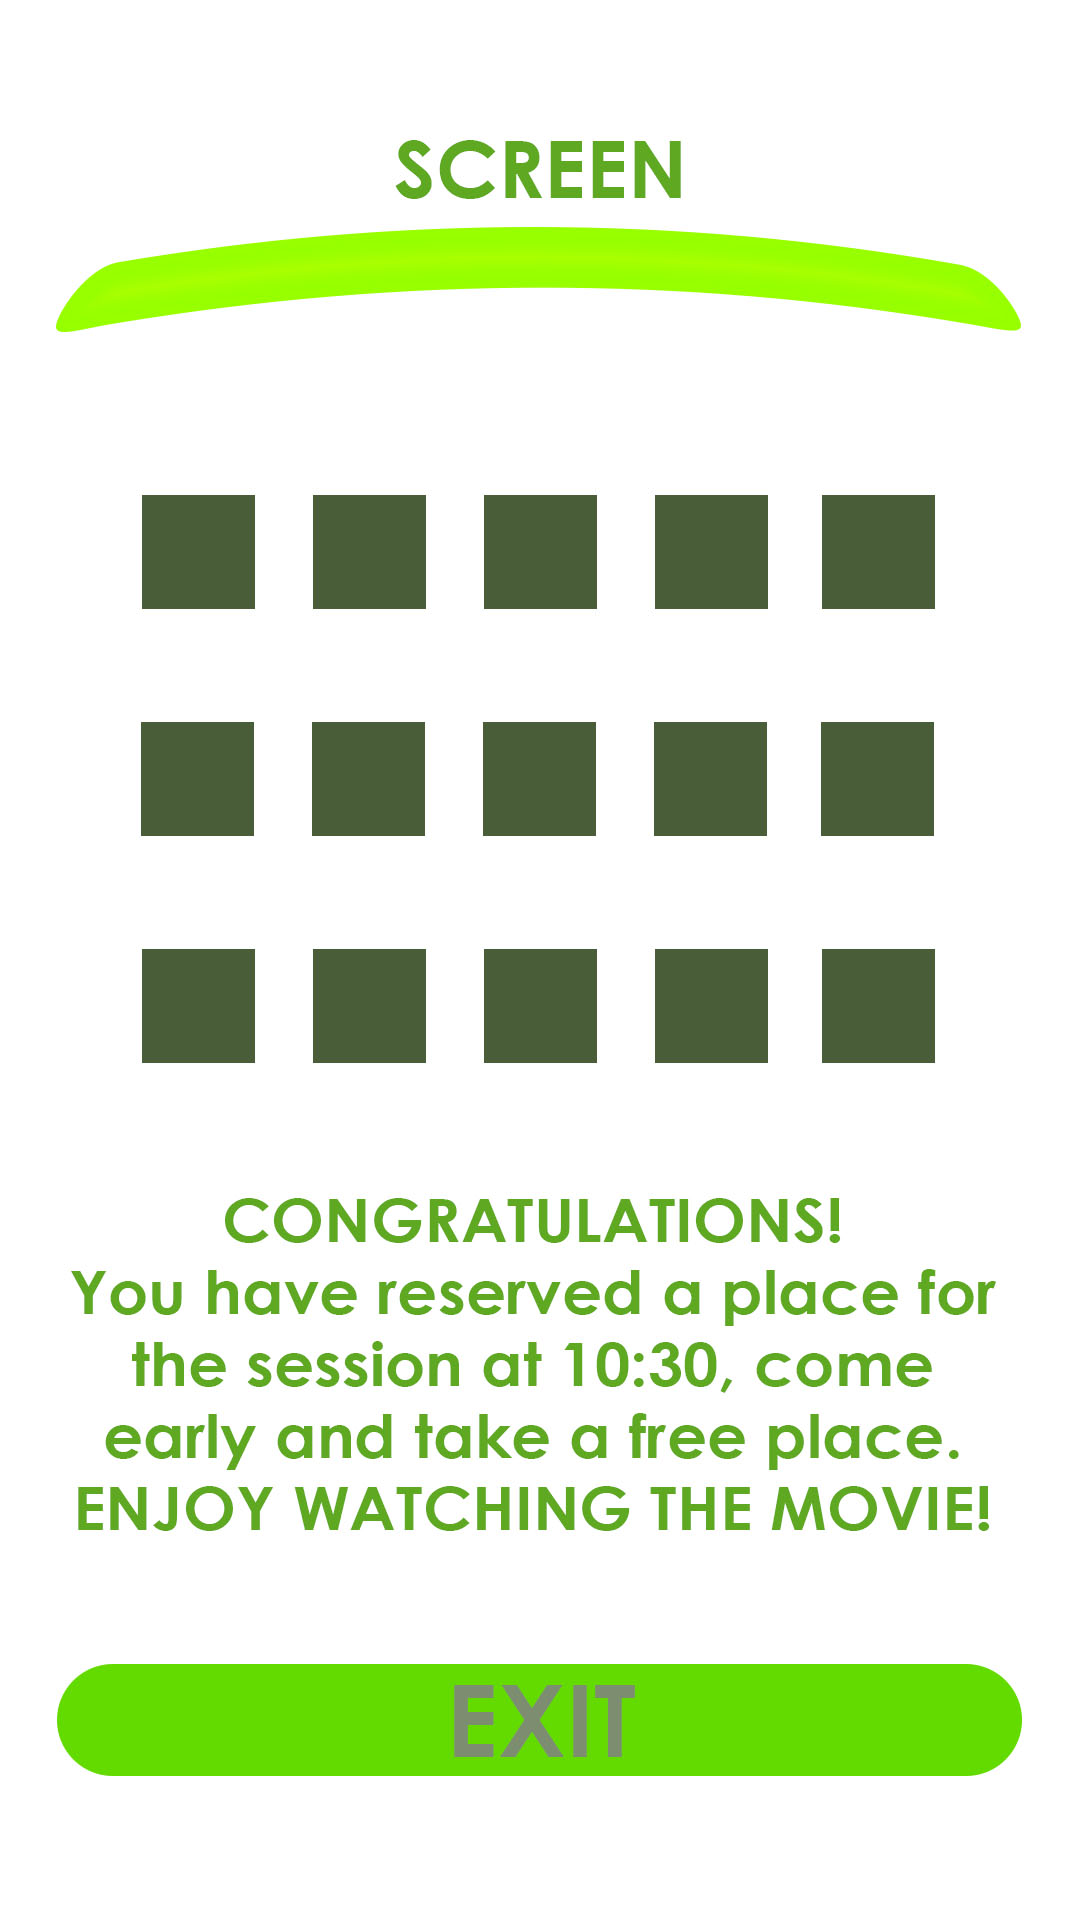 SCREEN
CONGRATULATIONS!
You have reserved a place for
the session at 10:30, come
early and take a free place.
ENJOY WATCHING THE MOVIE!
EXIT